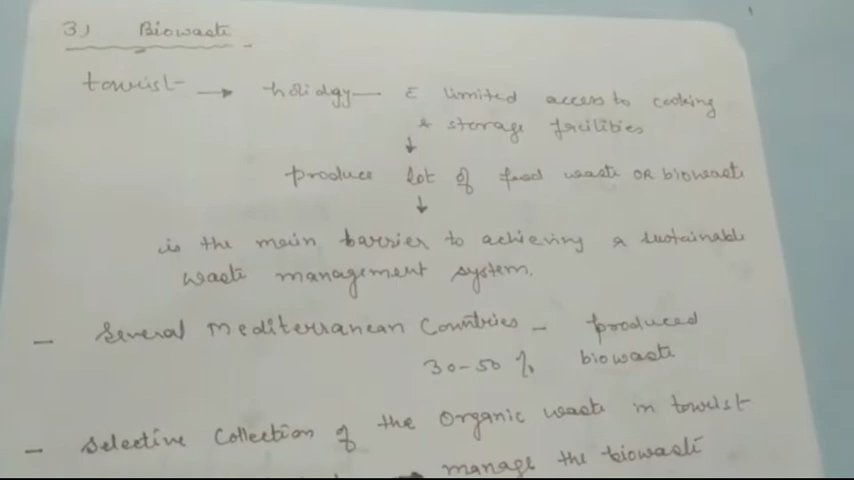 3) Biowaste
tourist → holiday — c limited access to cooking
& storage facilities
↓
produce lot of food waste OR biowaste
↓
is the main barrier to achieving a sustainable
waste management system.
- Several Mediterranean Countries - produced
30-50 % biowaste
- Selective Collection of the Organic waste in tourist
→ manage the biowaste